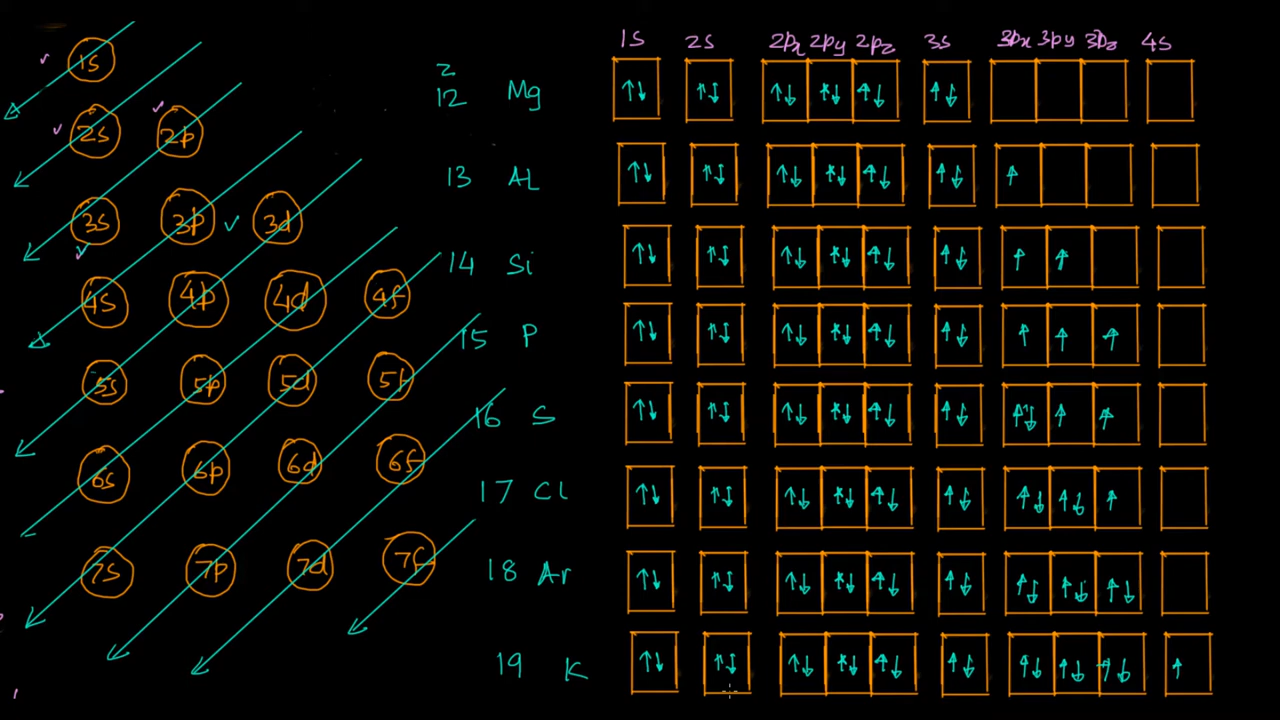 1s
2s 2p
3s 3p 3d
4s 4p 4d 4f
5s 5p 5d 5f
6s 6p 6d 6f
7s 7p 7d 7f
1s 2s 2px 2py 2pz 3s 3px 3py 3pz 4s
2
12 Mg
13 AL
14 Si
15 P
16 S
17 Cl
18 Ar
19 K